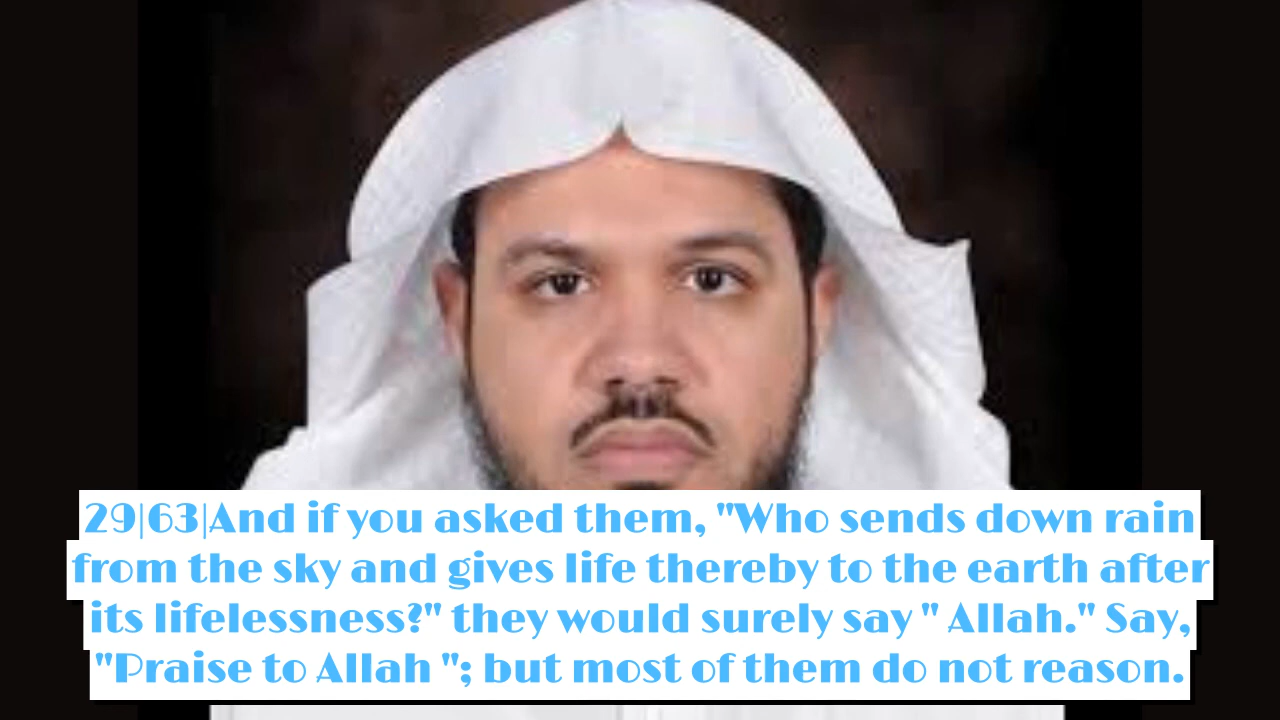 29|63|And if you asked them, "Who sends down rain
from the sky and gives life thereby to the earth after
its lifelessness?" they would surely say " Allah." Say,
"Praise to Allah "; but most of them do not reason.